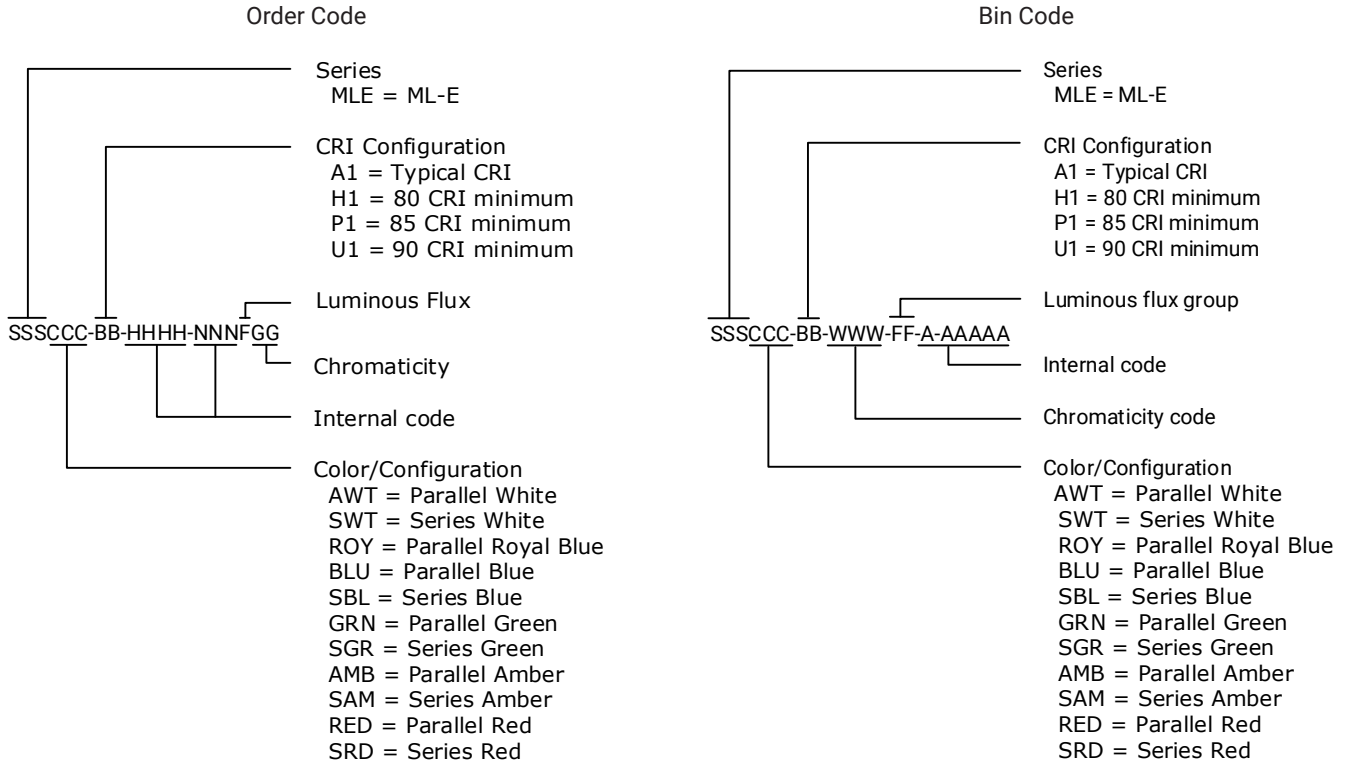 Order Code
Series
MLE = ML-E
CRI Configuration
A1 = Typical CRI
H1 = 80 CRI minimum
P1 = 85 CRI minimum
U1 = 90 CRI minimum
Luminous Flux
SSSCCC-BB-HHHH-NNNFGG
Chromaticity
Internal code
Color/Configuration
AWT = Parallel White
SWT = Series White
ROY = Parallel Royal Blue
BLU = Parallel Blue
SBL = Series Blue
GRN = Parallel Green
SGR = Series Green
AMB = Parallel Amber
SAM = Series Amber
RED = Parallel Red
SRD = Series Red
Bin Code
Series
MLE = ML-E
CRI Configuration
A1 = Typical CRI
H1 = 80 CRI minimum
P1 = 85 CRI minimum
U1 = 90 CRI minimum
Luminous flux group
SSSCCC-BB-WWW-FF-A-AAAAA
Internal code
Chromaticity code
Color/Configuration
AWT = Parallel White
SWT = Series White
ROY = Parallel Royal Blue
BLU = Parallel Blue
SBL = Series Blue
GRN = Parallel Green
SGR = Series Green
AMB = Parallel Amber
SAM = Series Amber
RED = Parallel Red
SRD = Series Red